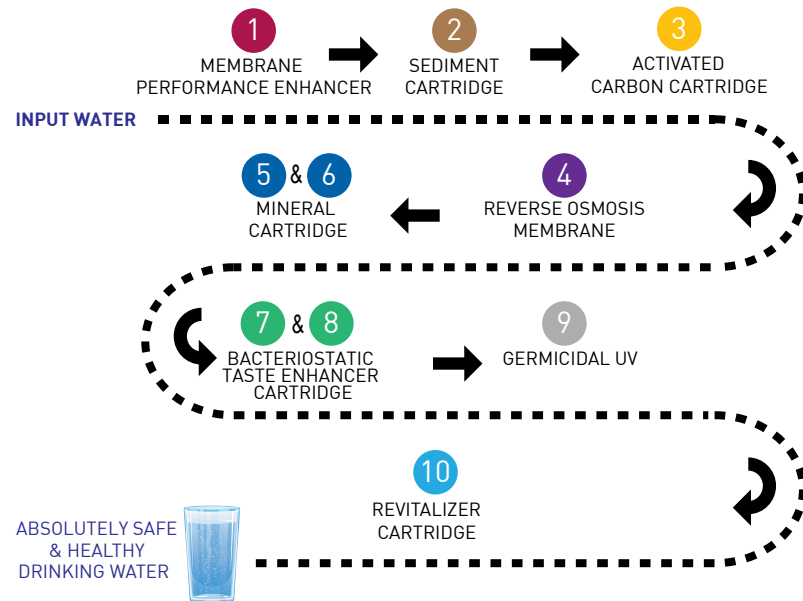 1
MEMBRANE
PERFORMANCE ENHANCER
2
SEDIMENT
CARTRIDGE
3
ACTIVATED
CARBON CARTRIDGE
INPUT WATER
4
REVERSE OSMOSIS
MEMBRANE
5 & 6
MINERAL
CARTRIDGE
7 & 8
BACTERIOSTATIC
TASTE ENHANCER
CARTRIDGE
9
GERMICIDAL UV
10
REVITALIZER
CARTRIDGE
ABSOLUTELY SAFE
& HEALTHY
DRINKING WATER